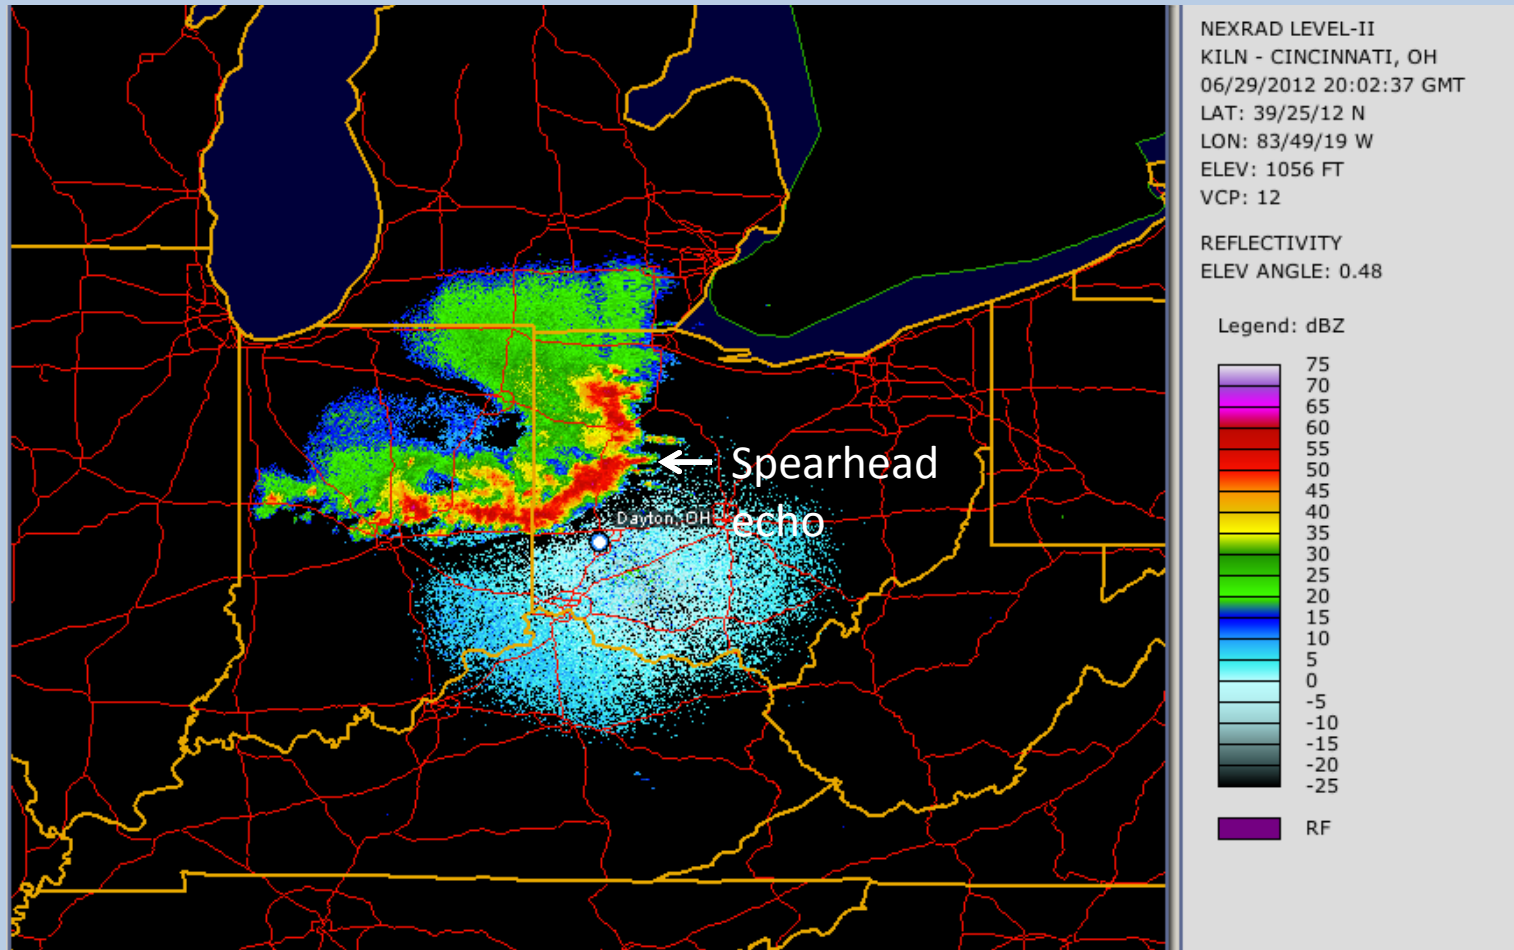 NEXRAD LEVEL-II
KILN - CINCINNATI, OH
06/29/2012 20:02:37 GMT
LAT: 39/25/12 N
LON: 83/49/19 W
ELEV: 1056 FT
VCP: 12
REFLECTIVITY
ELEV ANGLE: 0.48
Legend: dBZ
75
70
65
60
55
50
45
40
35
30
25
20
15
10
5
0
-5
-10
-15
-20
-25
RF
Spearhead
echo
Dayton, OH